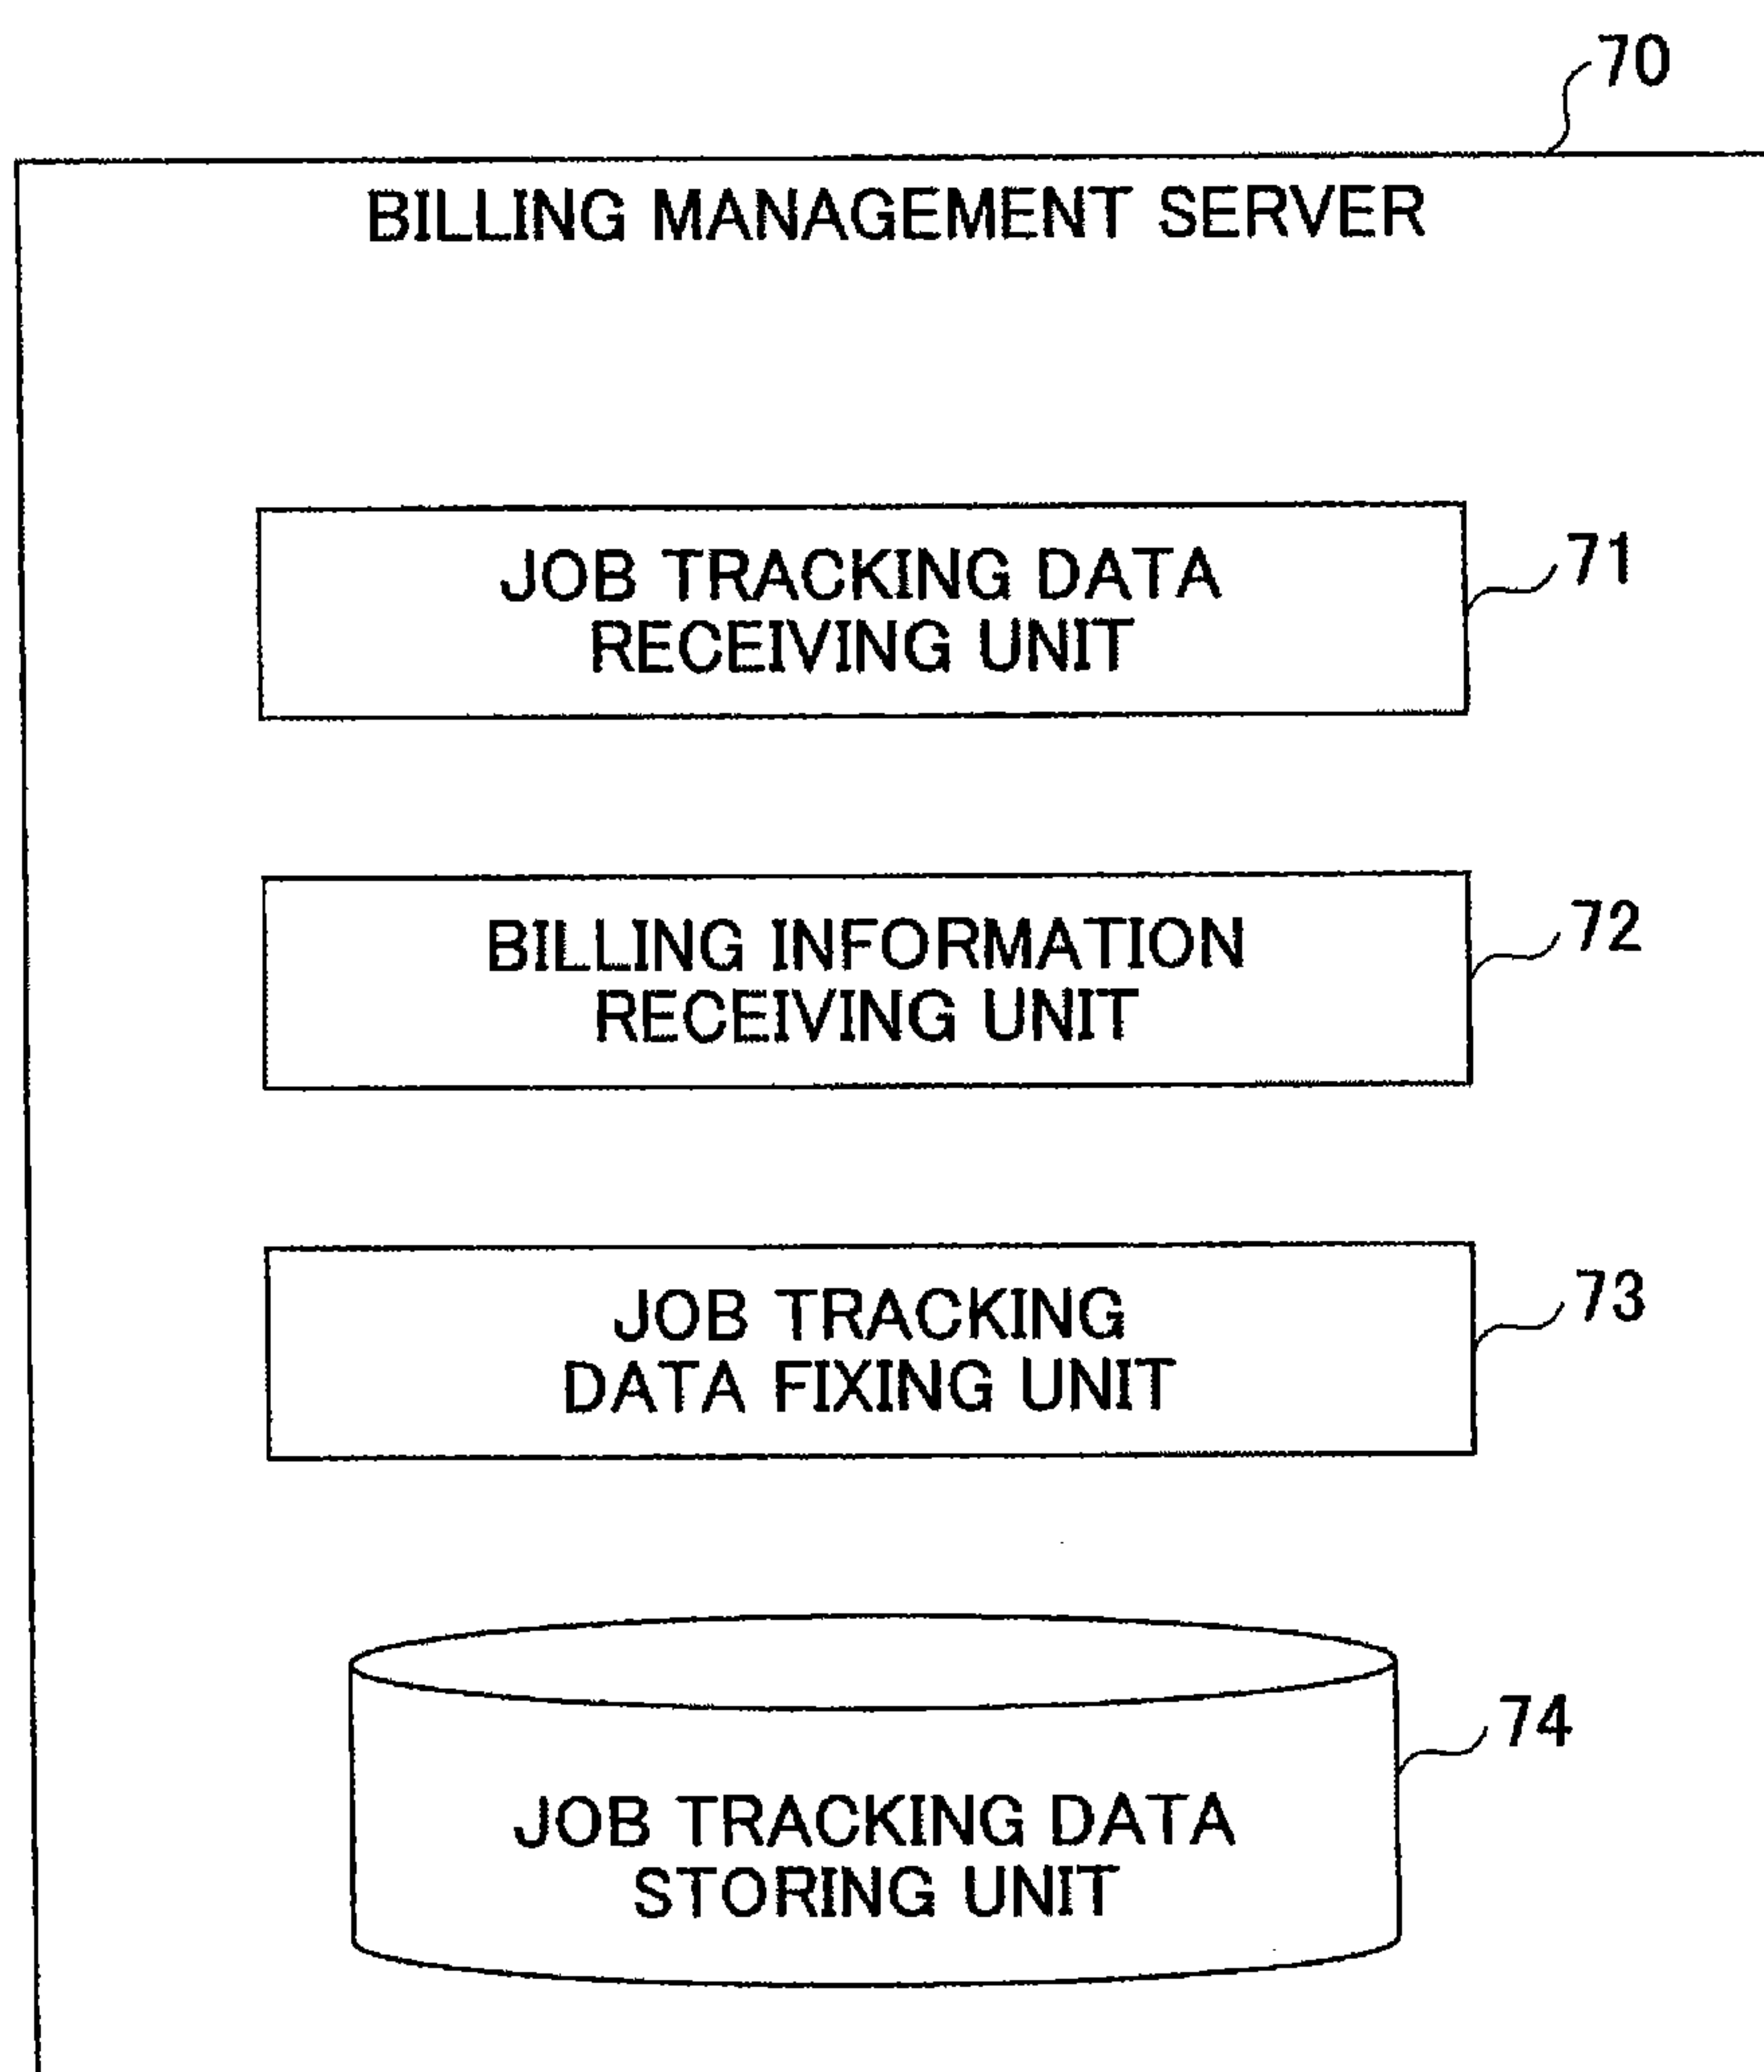 70
BILLING MANAGEMENT SERVER
JOB TRACKING DATA
RECEIVING UNIT
71
BILLING INFORMATION
RECEIVING UNIT
72
JOB TRACKING
DATA FIXING UNIT
73
74
JOB TRACKING DATA
STORING UNIT